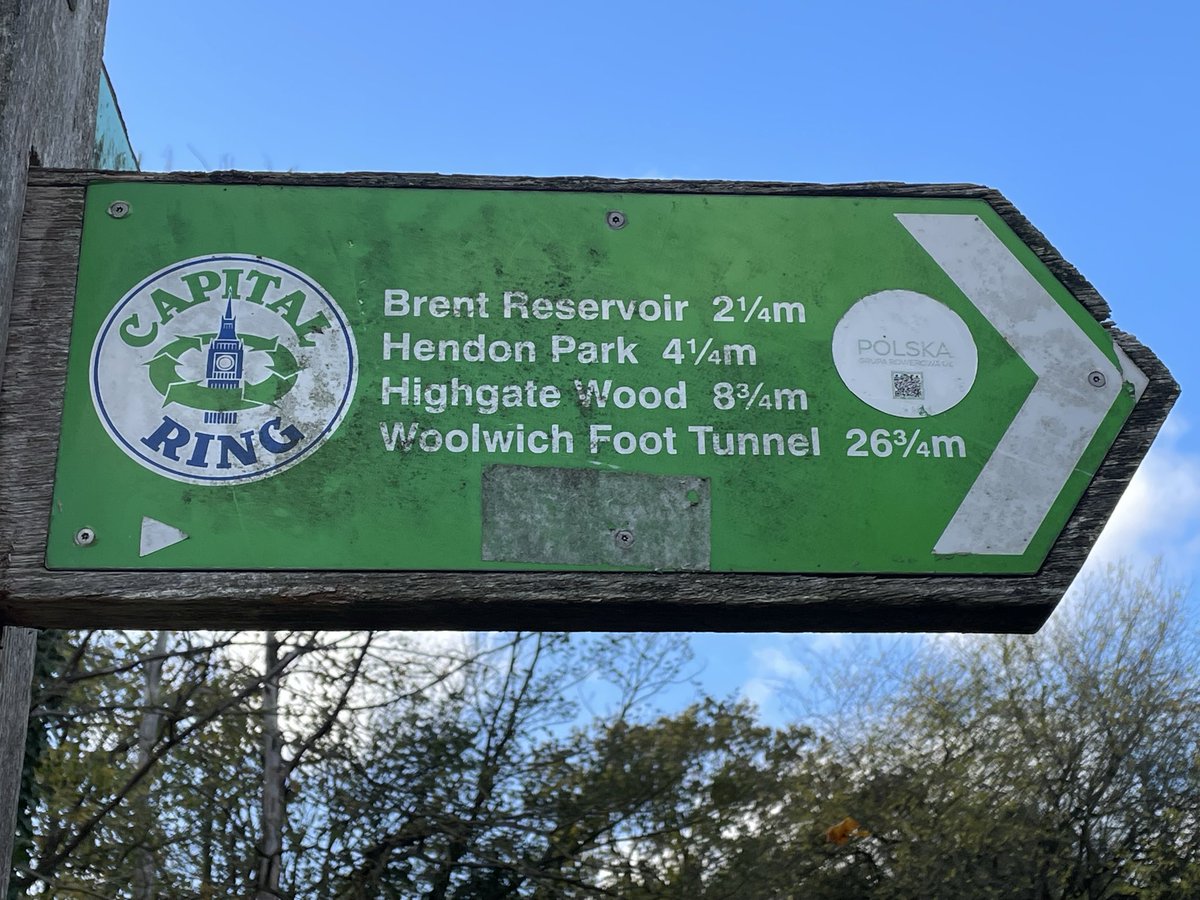 CAPITAL
RING
Brent Reservoir 2¼m
Hendon Park 4¼m
Highgate Wood 8¾m
Woolwich Foot Tunnel 26¾m
POLSKA